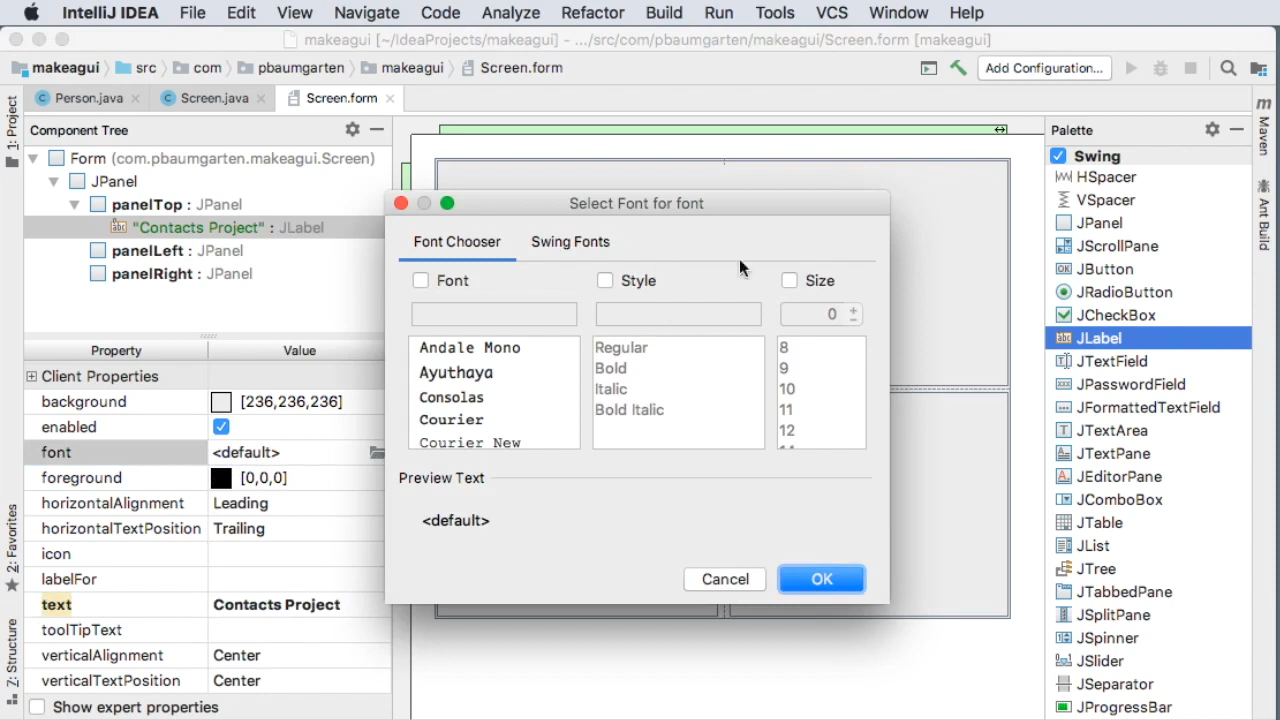 IntelliJ IDEA File Edit View Navigate Code Analyze Refactor Build Run Tools VCS Window Help
makeagui [~/IdeaProjects/makeagui] - .../src/com/pbaumgarten/makeagui/Screen.form [makeagui]
makeagui src com pbaumgarten makeagui Screen.form Add Configuration...
Person.java Screen.java Screen.form
1: Project
2: Favorites
Z: Structure
Component Tree
Form (com.pbaumgarten.makeagui.Screen)
JPanel
panelTop : JPanel
"Contacts Project" : JLabel
panelLeft : JPanel
panelRight : JPanel
Property Value
Client Properties
background [236,236,236]
enabled
font <default>
foreground [0,0,0]
horizontalAlignment Leading
horizontalTextPosition Trailing
icon
labelFor
text Contacts Project
toolTipText
verticalAlignment Center
verticalTextPosition Center
Show expert properties
Select Font for font
Font Chooser Swing Fonts
Font Style Size
0
Andale Mono
Ayuthaya
Consolas
Courier
Courier New
Regular
Bold
Italic
Bold Italic
8
9
10
11
12
Preview Text
<default>
Cancel OK
Palette
Swing
HSpacer
VSpacer
JPanel
JScrollPane
JButton
JRadioButton
JCheckBox
JLabel
JTextField
JPasswordField
JFormattedTextField
JTextArea
JTextPane
JEditorPane
JComboBox
JTable
JList
JTree
JTabbedPane
JSplitPane
JSpinner
JSlider
JSeparator
JProgressBar
m Maven
Ant Build